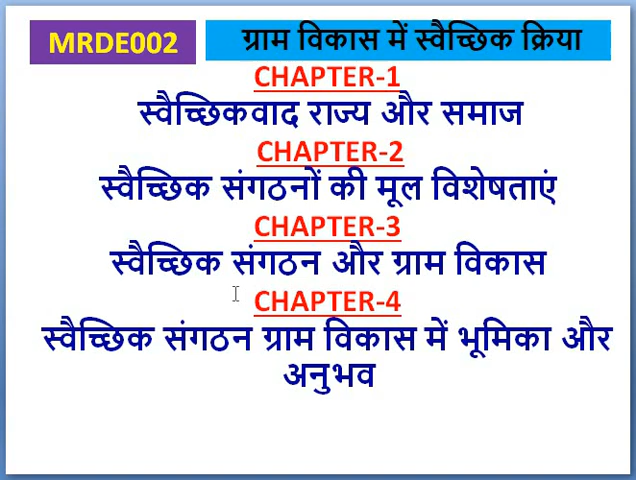 MRDE002
ग्राम विकास में स्वैच्छिक क्रिया
CHAPTER-1
स्वैच्छिकवाद राज्य और समाज
CHAPTER-2
स्वैच्छिक संगठनों की मूल विशेषताएं
CHAPTER-3
स्वैच्छिक संगठन और ग्राम विकास
CHAPTER-4
स्वैच्छिक संगठन ग्राम विकास में भूमिका और
अनुभव